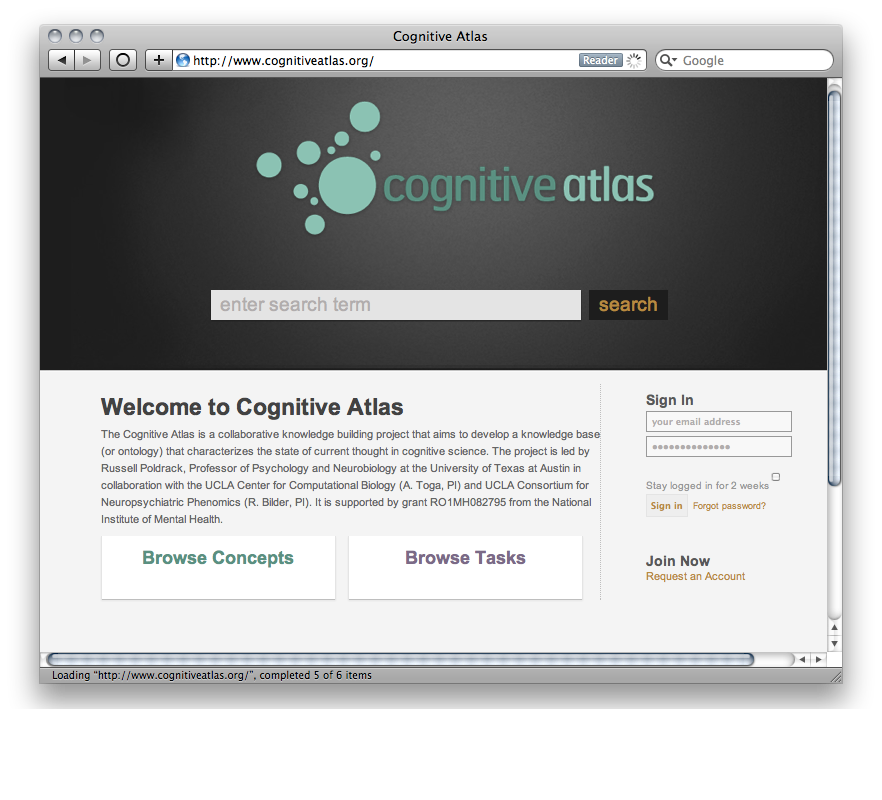 Cognitive Atlas
http://www.cognitiveatlas.org/
Reader
Google
cognitive atlas
enter search term
search
Welcome to Cognitive Atlas
The Cognitive Atlas is a collaborative knowledge building project that aims to develop a knowledge base
(or ontology) that characterizes the state of current thought in cognitive science. The project is led by
Russell Poldrack, Professor of Psychology and Neurobiology at the University of Texas at Austin in
collaboration with the UCLA Center for Computational Biology (A. Toga, PI) and UCLA Consortium for
Neuropsychiatric Phenomics (R. Bilder, PI). It is supported by grant RO1MH082795 from the National
Institute of Mental Health.
Browse Concepts
Browse Tasks
Sign In
your email address
••••••••••••••
Stay logged in for 2 weeks
Sign in
Forgot password?
Join Now
Request an Account
Loading “http://www.cognitiveatlas.org/”, completed 5 of 6 items